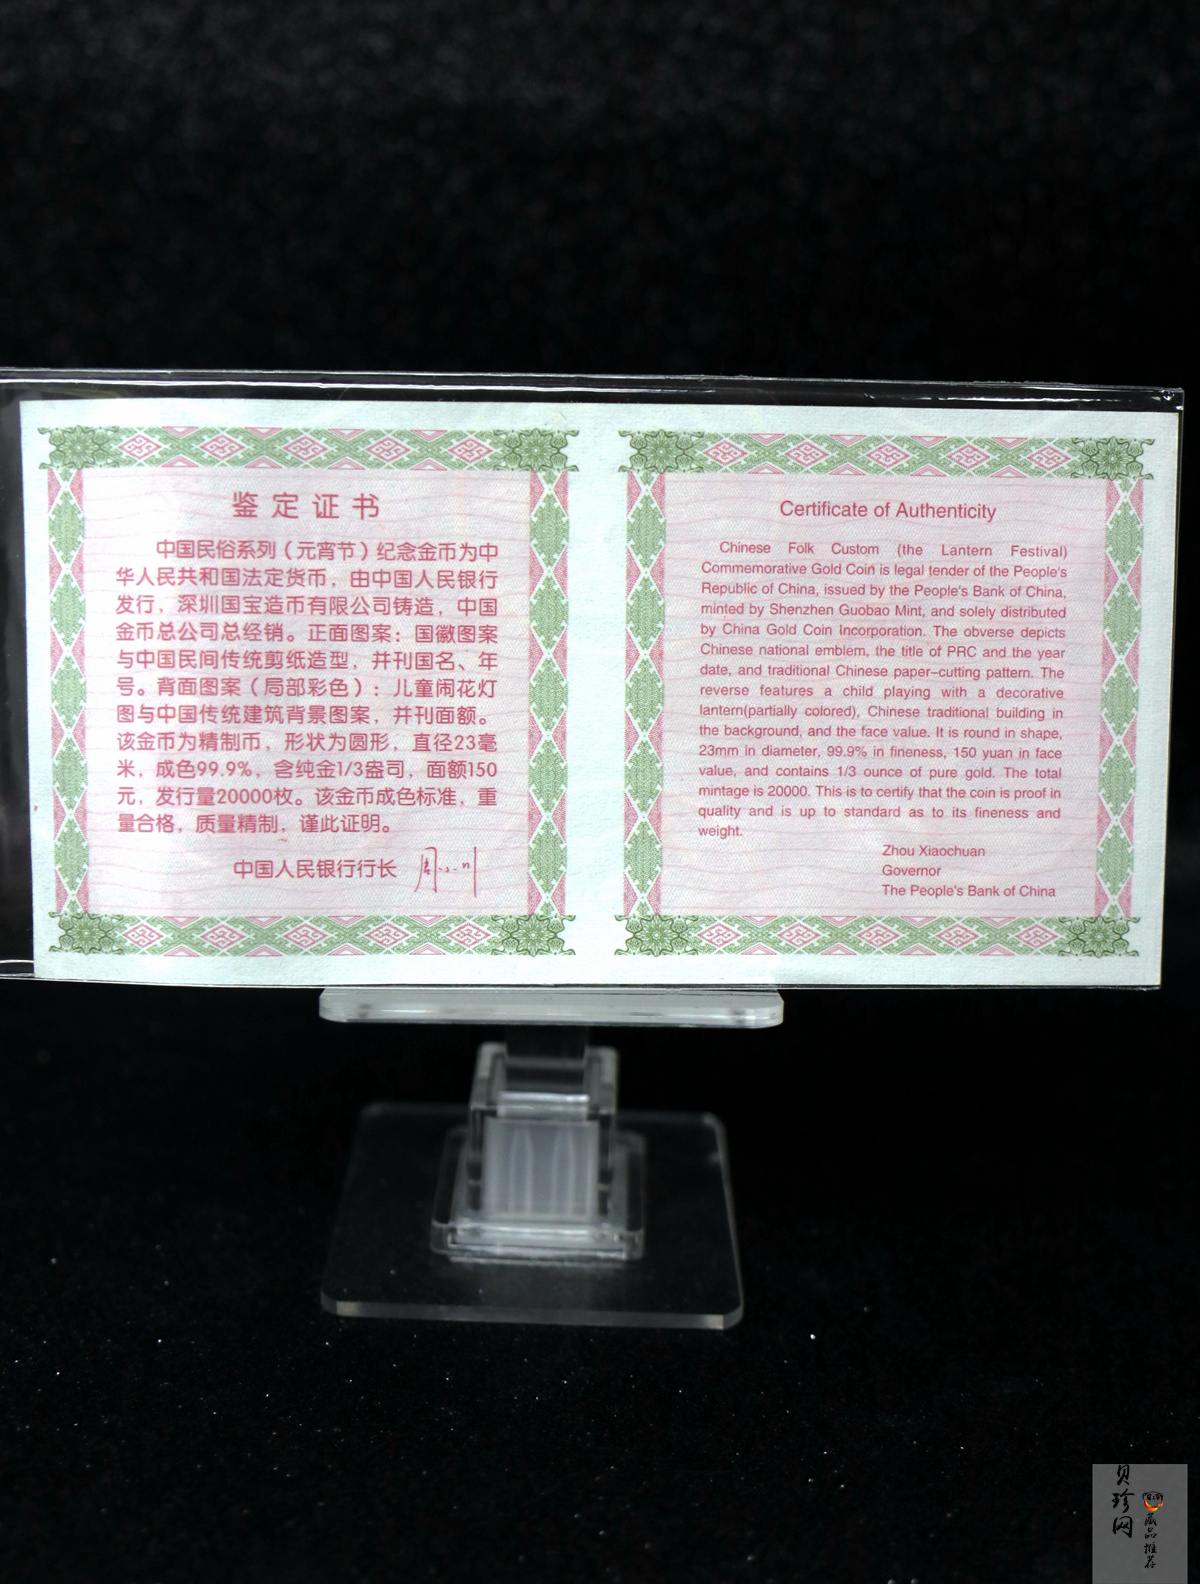 鉴定证书
中国民俗系列（元宵节）纪念金币为中
华人民共和国法定货币，由中国人民银行
发行，深圳国宝造币有限公司铸造，中国
金币总公司总经销。正面图案：国徽图案
与中国民间传统剪纸造型，并刊国名、年
号。背面图案（局部彩色）：儿童闹花灯
图与中国传统建筑背景图案，并刊面额。
该金币为精制币，形状为圆形，直径23毫
米，成色99.9%，含纯金1/3盎司，面额150
元，发行量20000枚。该金币成色标准，重
量合格，质量精制，谨此证明。
中国人民银行行长 周小川
Certificate of Authenticity
Chinese Folk Custom (the Lantern Festival)
Commemorative Gold Coin is legal tender of the People's
Republic of China, issued by the People's Bank of China,
minted by Shenzhen Guobao Mint, and solely distributed
by China Gold Coin Incorporation. The obverse depicts
Chinese national emblem, the title of PRC and the year
date, and traditional Chinese paper–cutting pattern. The
reverse features a child playing with a decorative
lantern(partially colored), Chinese traditional building in
the background, and the face value. It is round in shape,
23mm in diameter, 99.9% in fineness, 150 yuan in face
value, and contains 1/3 ounce of pure gold. The total
mintage is 20000. This is to certify that the coin is proof in
quality and is up to standard as to its fineness and
weight.
Zhou Xiaochuan
Governor
The People's Bank of China
贝珍网
藏品推荐